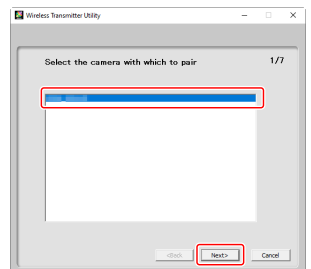 Wireless Transmitter Utility
Select the camera with which to pair
1/7
<Back
Next>
Cancel